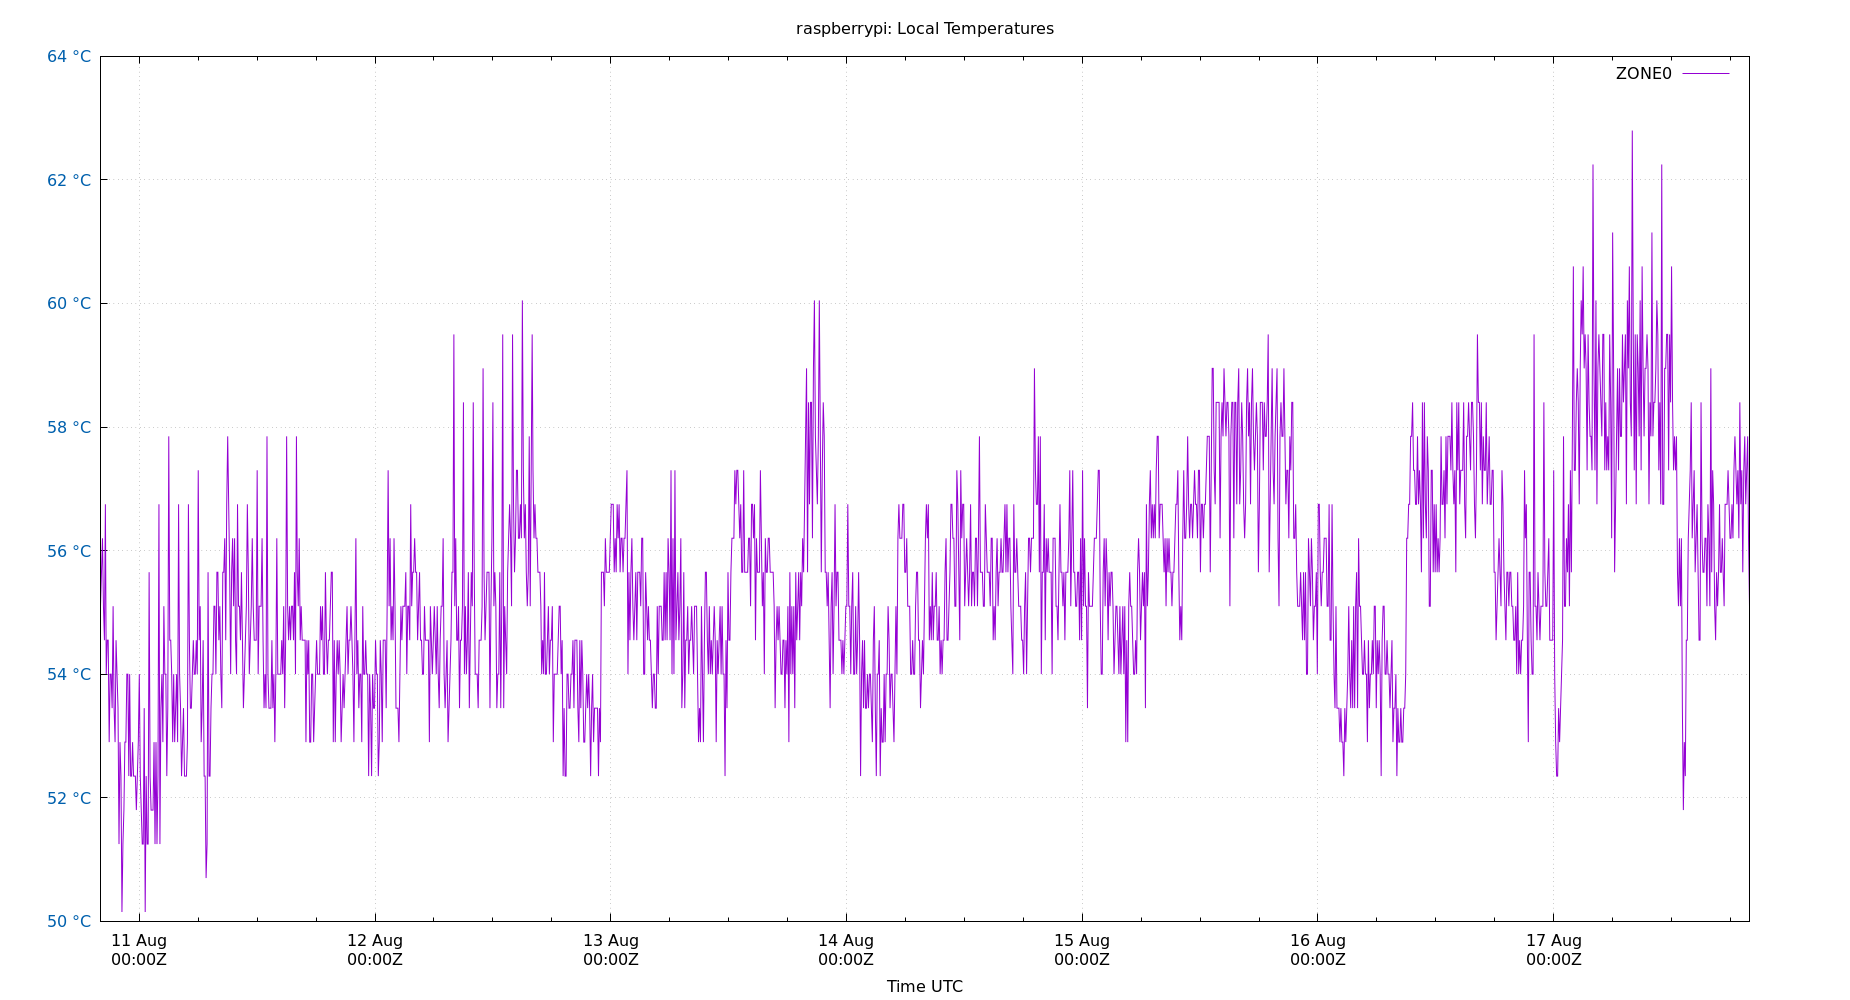 raspberrypi: Local Temperatures
64 °C
ZONE0
62 °C
60 °C
58 °C
56 °C
54 °C
52 °C
50 °C
11 Aug 12 Aug 13 Aug 14 Aug 15 Aug 16 Aug 17 Aug
00:00Z 00:00Z 00:00Z 00:00Z 00:00Z 00:00Z 00:00Z
Time UTC